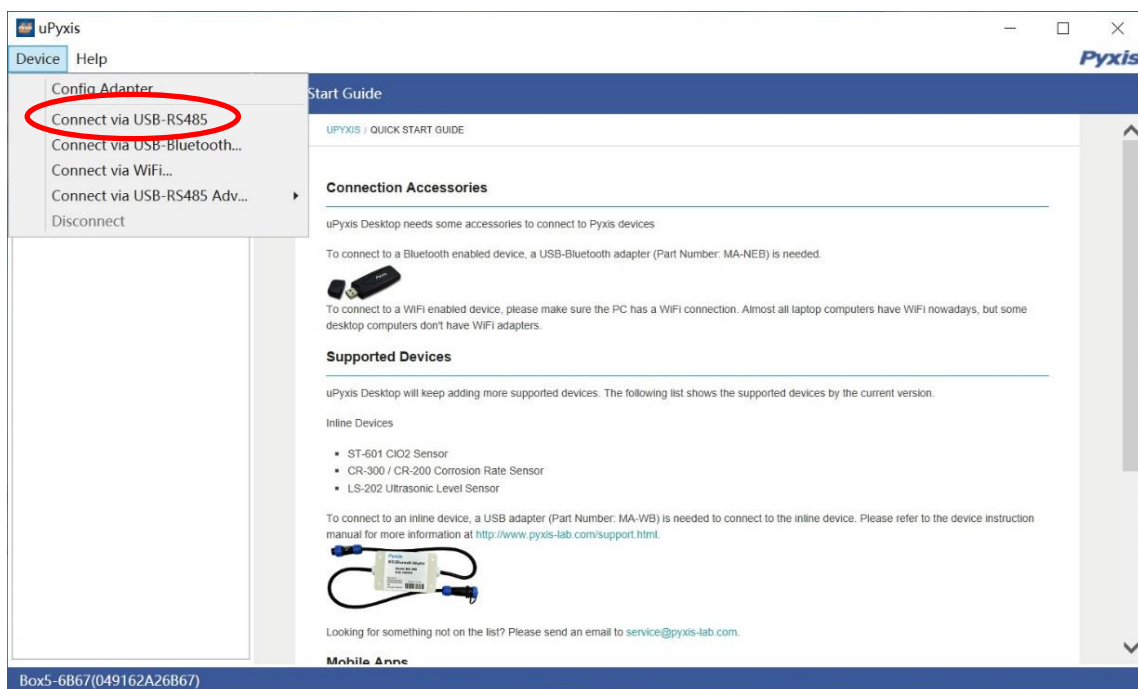 uPyxis
Device Help
Pyxis
Config Adapter...
Connect via USB-RS485
Connect via USB-Bluetooth...
Connect via WiFi...
Connect via USB-RS485 Adv...
Disconnect
Start Guide
UPYXIS / QUICK START GUIDE
Connection Accessories
uPyxis Desktop needs some accessories to connect to Pyxis devices
To connect to a Bluetooth enabled device, a USB-Bluetooth adapter (Part Number: MA-NEB) is needed.
To connect to a WiFi enabled device, please make sure the PC has a WiFi connection. Almost all laptop computers have WiFi nowadays, but some
desktop computers don't have WiFi adapters.
Supported Devices
uPyxis Desktop will keep adding more supported devices. The following list shows the supported devices by the current version.
Inline Devices
ST-601 ClO2 Sensor
CR-300 / CR-200 Corrosion Rate Sensor
LS-202 Ultrasonic Level Sensor
To connect to an inline device, a USB adapter (Part Number: MA-WB) is needed to connect to the inline device. Please refer to the device instruction
manual for more information at http://www.pyxis-lab.com/support.html.
Pyxis
Looking for something not on the list? Please send an email to service@pyxis-lab.com.
Mobile Apps
Box5-6B67(049162A26B67)